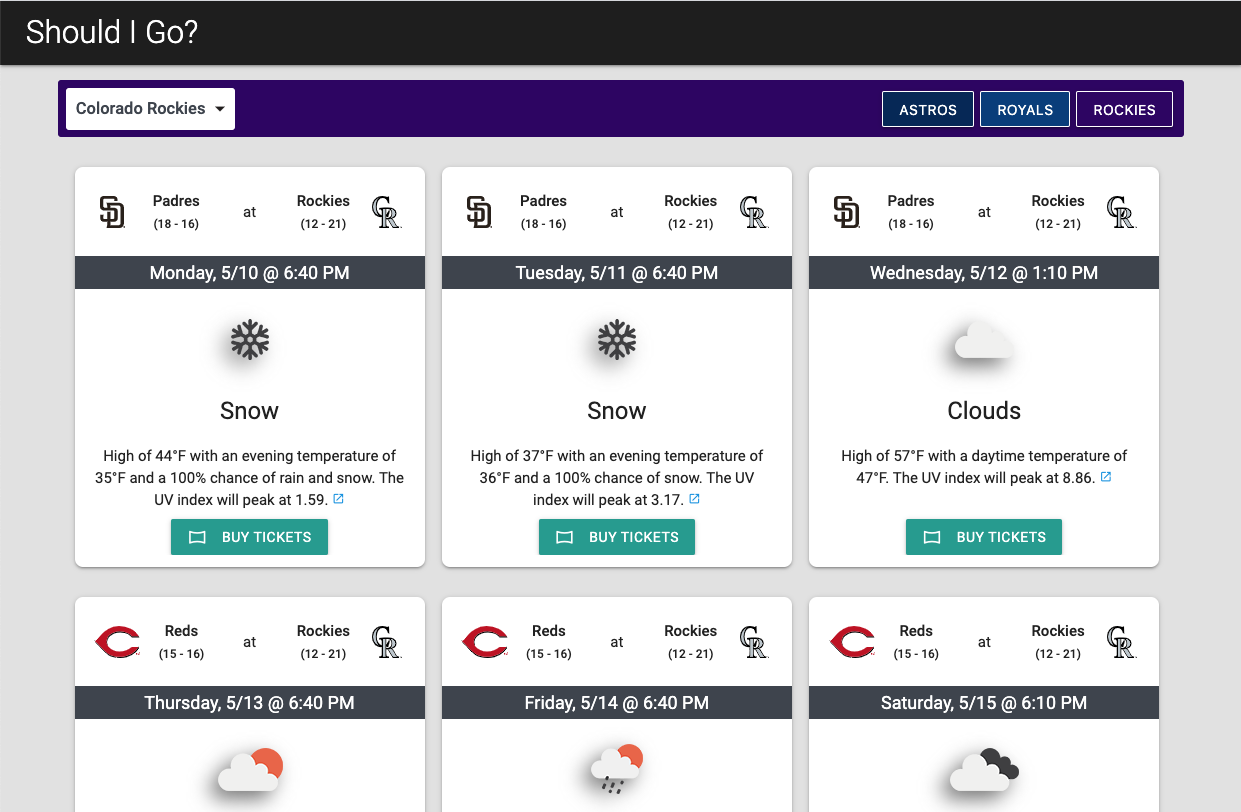 Should I Go?
Colorado Rockies
ASTROS
ROYALS
ROCKIES
Padres
(18 - 16)
at
Rockies
(12 - 21)
Monday, 5/10 @ 6:40 PM
Snow
High of 44°F with an evening temperature of
35°F and a 100% chance of rain and snow. The
UV index will peak at 1.59.
BUY TICKETS
Padres
(18 - 16)
at
Rockies
(12 - 21)
Tuesday, 5/11 @ 6:40 PM
Snow
High of 37°F with an evening temperature of
36°F and a 100% chance of snow. The UV
index will peak at 3.17.
BUY TICKETS
Padres
(18 - 16)
at
Rockies
(12 - 21)
Wednesday, 5/12 @ 1:10 PM
Clouds
High of 57°F with a daytime temperature of
47°F. The UV index will peak at 8.86.
BUY TICKETS
Reds
(15 - 16)
at
Rockies
(12 - 21)
Thursday, 5/13 @ 6:40 PM
Reds
(15 - 16)
at
Rockies
(12 - 21)
Friday, 5/14 @ 6:40 PM
Reds
(15 - 16)
at
Rockies
(12 - 21)
Saturday, 5/15 @ 6:10 PM